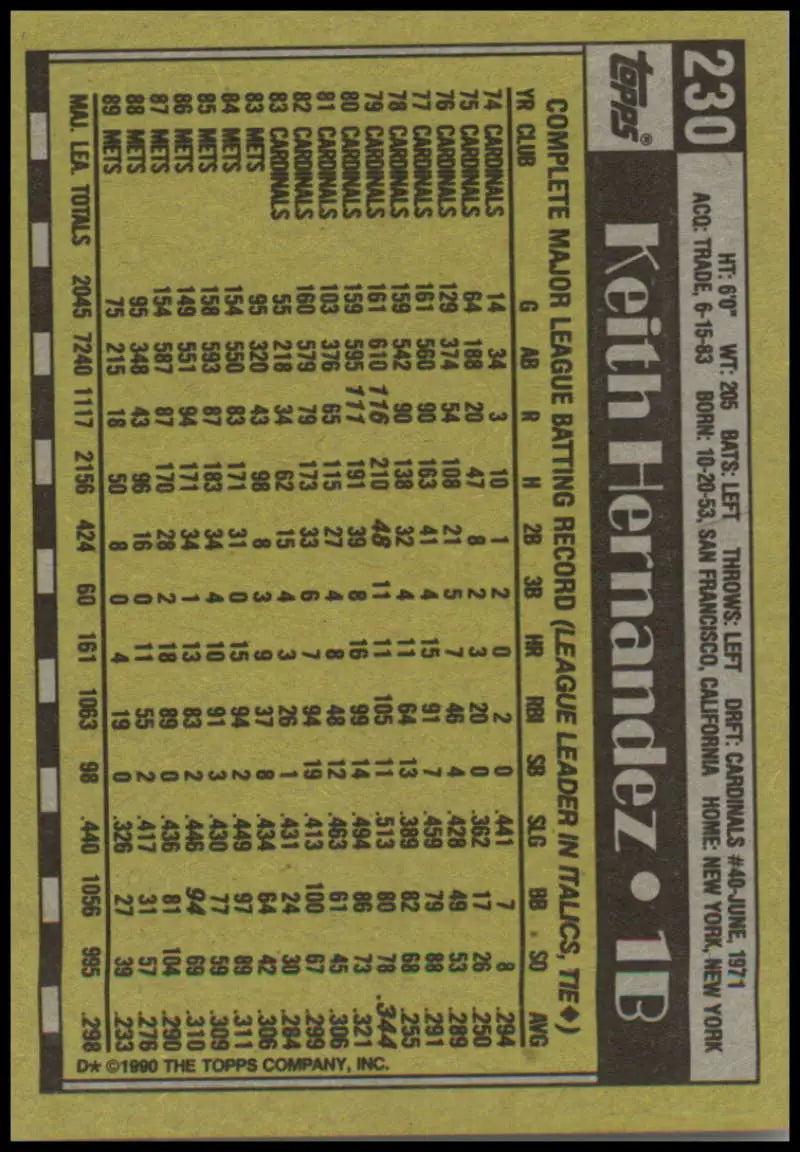 230
HT: 6'0" WT: 205 BATS: LEFT THROWS: LEFT DRFT: CARDINALS #40-JUNE, 1971
ACQ: TRADE, 6-15-83 BORN: 10-20-53, SAN FRANCISCO, CALIFORNIA HOME: NEW YORK, NEW YORK
topps®
Keith Hernandez • 1B
COMPLETE MAJOR LEAGUE BATTING RECORD (LEAGUE LEADER IN ITALICS, TIE♦)
YR CLUB G AB R H 2B 3B HR RBI SB SLG BB SO AVG
74 CARDINALS 14 34 3 10 1 2 0 2 0 .441 7 8 .294
75 CARDINALS 64 188 20 47 8 2 3 20 0 .362 17 26 .250
76 CARDINALS 129 374 54 108 21 5 7 46 4 .428 49 53 .289
77 CARDINALS 161 560 90 163 41 4 15 91 7 .459 79 88 .291
78 CARDINALS 159 542 90 138 32 4 11 64 13 .389 82 68 .255
79 CARDINALS 161 610 116 210 48 11 11 105 11 .513 80 78 .344
80 CARDINALS 159 595 111 191 39 8 16 99 14 .494 86 73 .321
81 CARDINALS 103 376 65 115 27 4 8 48 12 .463 61 45 .306
82 CARDINALS 160 579 79 173 33 6 7 94 19 .413 100 67 .299
83 CARDINALS 55 218 34 62 15 4 3 26 1 .431 24 30 .284
83 METS 95 320 43 98 8 3 9 37 8 .434 64 42 .306
84 METS 154 550 83 171 31 0 15 94 2 .449 97 89 .311
85 METS 158 593 87 183 34 4 10 91 3 .430 77 59 .309
86 METS 149 551 94 171 34 1 13 83 2 .446 94 69 .310
87 METS 154 587 87 170 28 2 18 89 0 .436 81 104 .290
88 METS 95 348 43 96 16 0 11 55 2 .417 31 57 .276
89 METS 75 215 18 50 8 0 4 19 0 .326 27 39 .233
MAJ. LEA. TOTALS 2045 7240 1117 2156 424 60 161 1063 98 .440 1056 995 .298
D* ©1990 THE TOPPS COMPANY, INC.